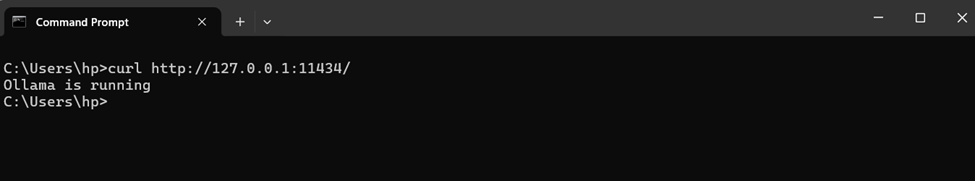 Command Prompt
C:\Users\hp>curl http://127.0.0.1:11434/
Ollama is running
C:\Users\hp>